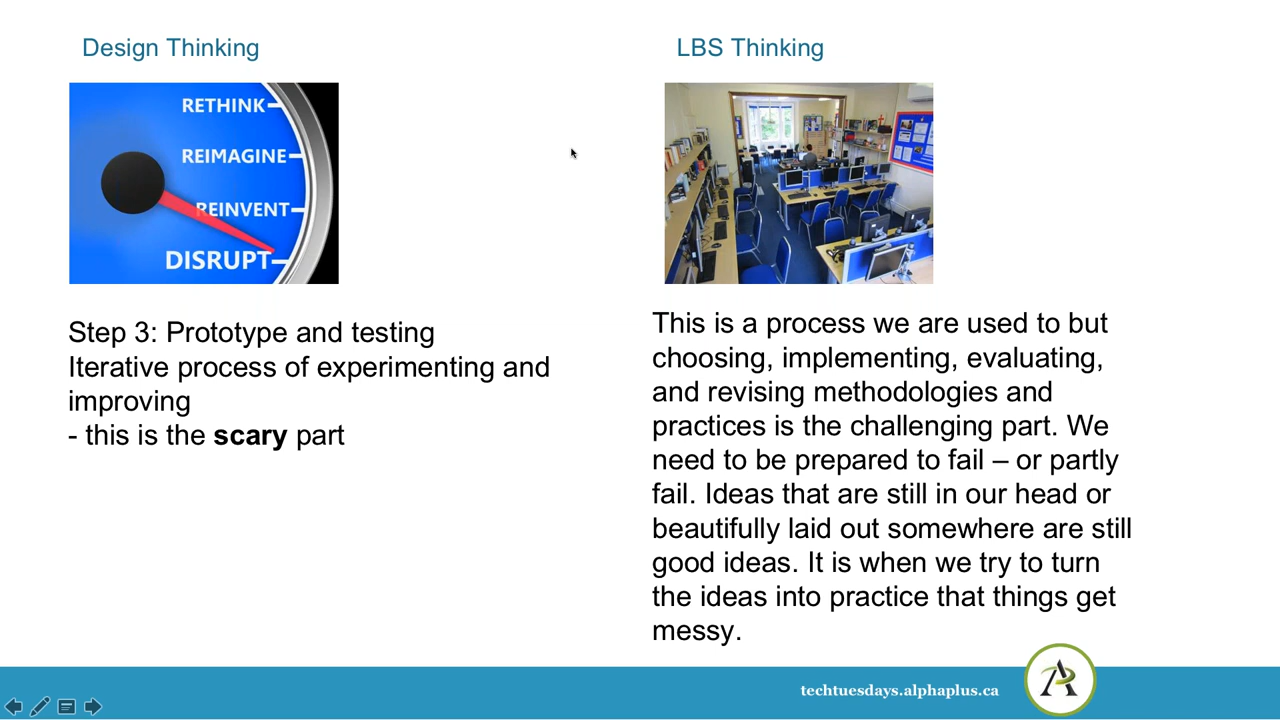 Design Thinking
RETHINK
REIMAGINE
REINVENT
DISRUPT
Step 3: Prototype and testing
Iterative process of experimenting and
improving
- this is the scary part
LBS Thinking
This is a process we are used to but
choosing, implementing, evaluating,
and revising methodologies and
practices is the challenging part. We
need to be prepared to fail – or partly
fail. Ideas that are still in our head or
beautifully laid out somewhere are still
good ideas. It is when we try to turn
the ideas into practice that things get
messy.
techtuesdays.alphaplus.ca